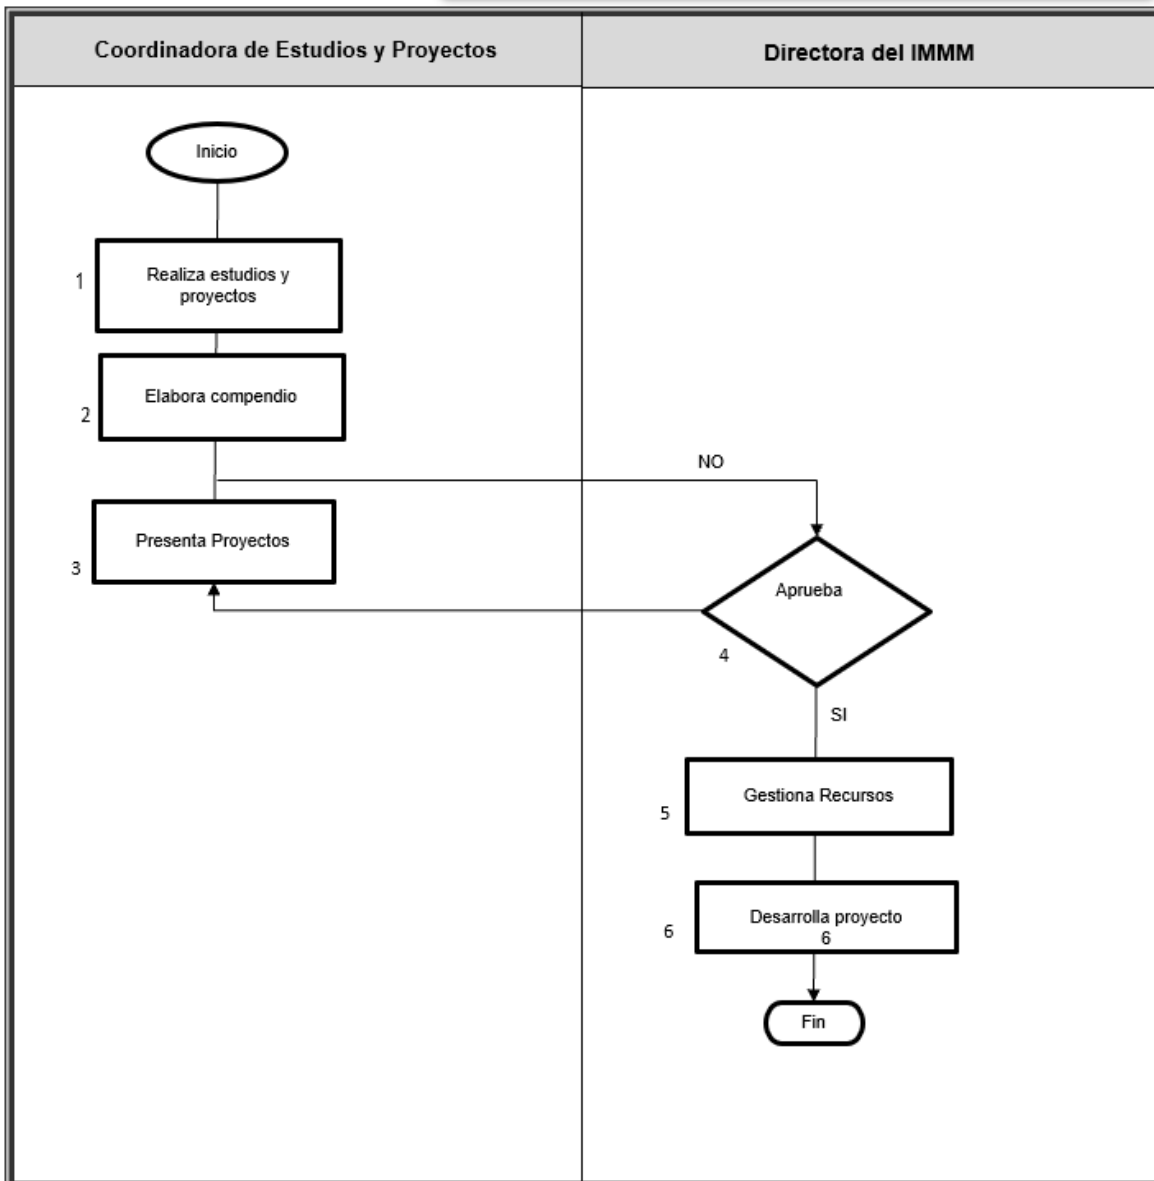 Coordinadora de Estudios y Proyectos
Directora del IMMM
Inicio
1
Realiza estudios y
proyectos
2
Elabora compendio
NO
3
Presenta Proyectos
Aprueba
4
SI
5
Gestiona Recursos
6
Desarrolla proyecto
6
Fin